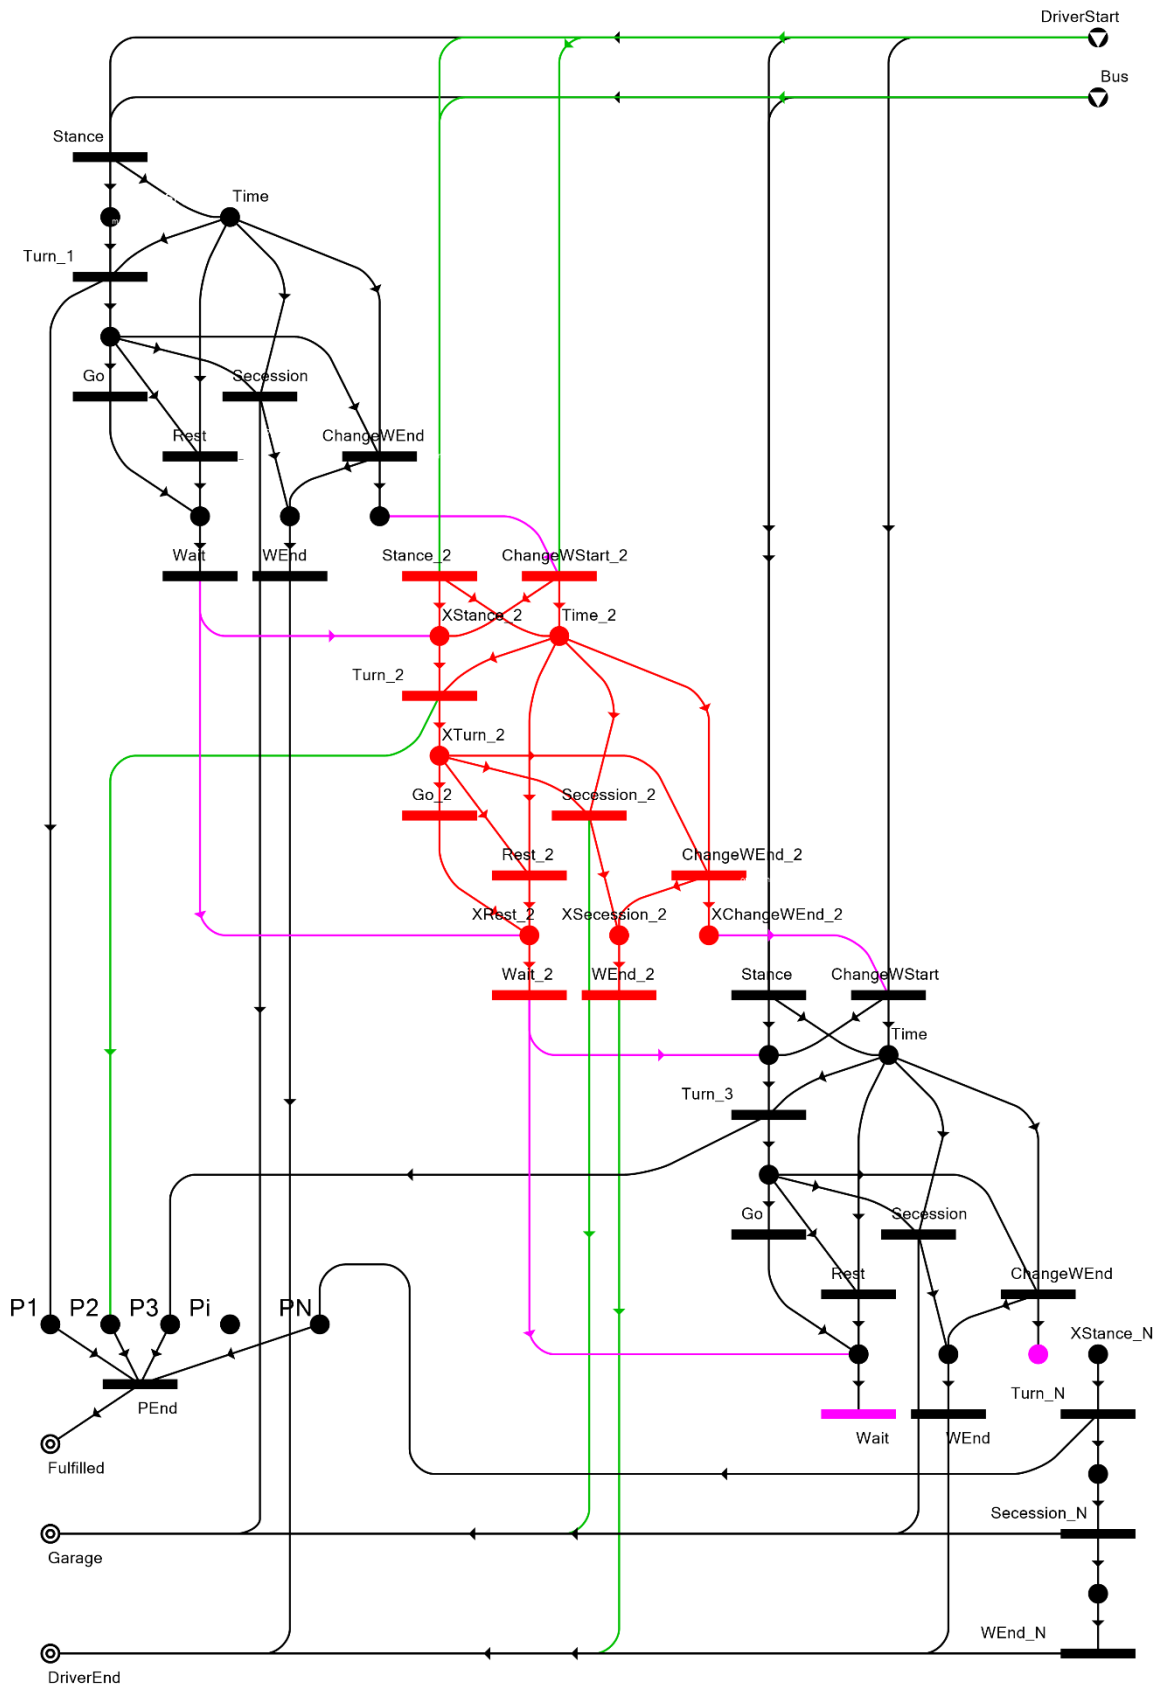 DriverStart
Bus
Stance
Time
Turn_1
Go
Secession
Rest
ChangeWEnd
Wait
WEnd
Stance_2
ChangeWStart_2
XStance_2
Time_2
Turn_2
XTurn_2
Go_2
Secession_2
Rest_2
ChangeWEnd_2
XRest_2
XSecession_2
XChangeWEnd_2
Wait_2
WEnd_2
Stance
ChangeWStart
Time
Turn_3
Go
Secession
Rest
ChangeWEnd
P1
P2
P3
Pi
PN
XStance_N
PEnd
Turn_N
Wait
WEnd
Fulfilled
Secession_N
Garage
WEnd_N
DriverEnd